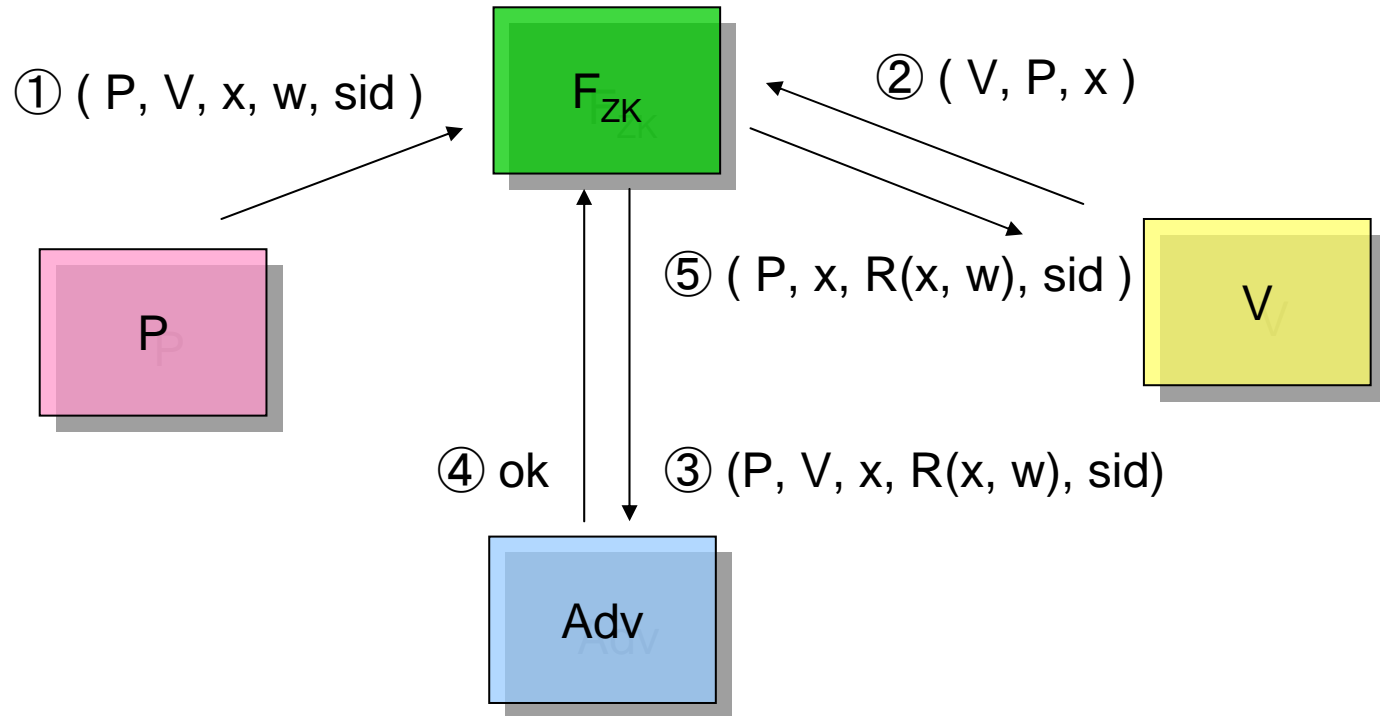 ① ( P, V, x, w, sid )
F_ZK
② ( V, P, x )
P
⑤ ( P, x, R(x, w), sid )
V
④ ok
③ (P, V, x, R(x, w), sid)
Adv